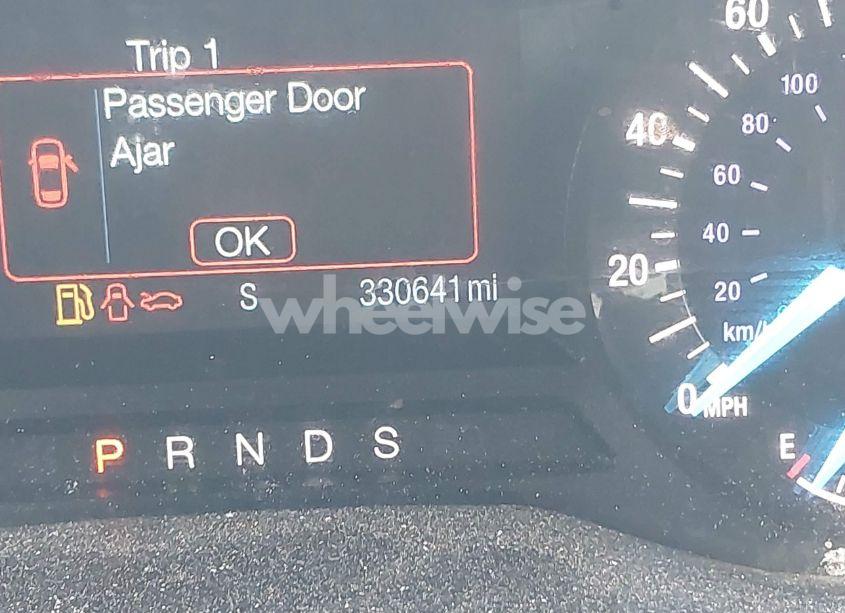 Trip 1
Passenger Door
Ajar
OK
S
330641 mi
wheelwise
P R N D S
60
40
20
0 MPH
100
80
60
40
20
km/
E